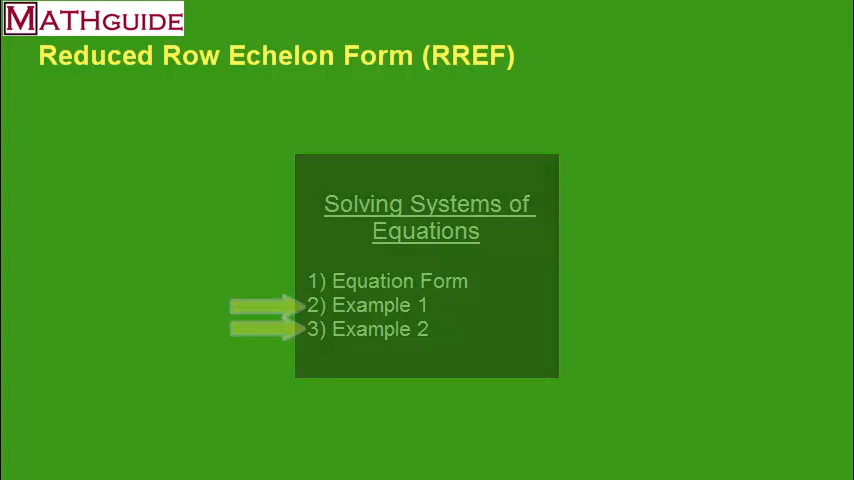 MATHGUIDE
Reduced Row Echelon Form (RREF)
Solving Systems of
Equations
1) Equation Form
2) Example 1
3) Example 2